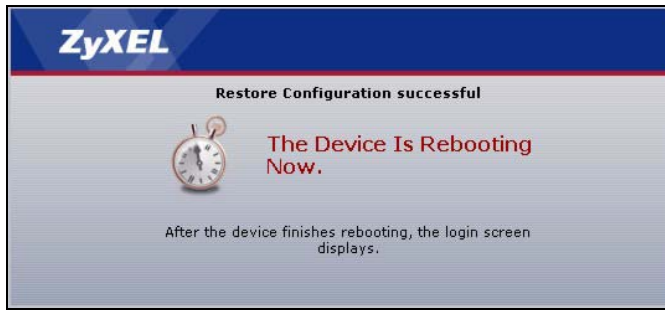 ZyXEL
Restore Configuration successful
The Device Is Rebooting
Now.
After the device finishes rebooting, the login screen
displays.